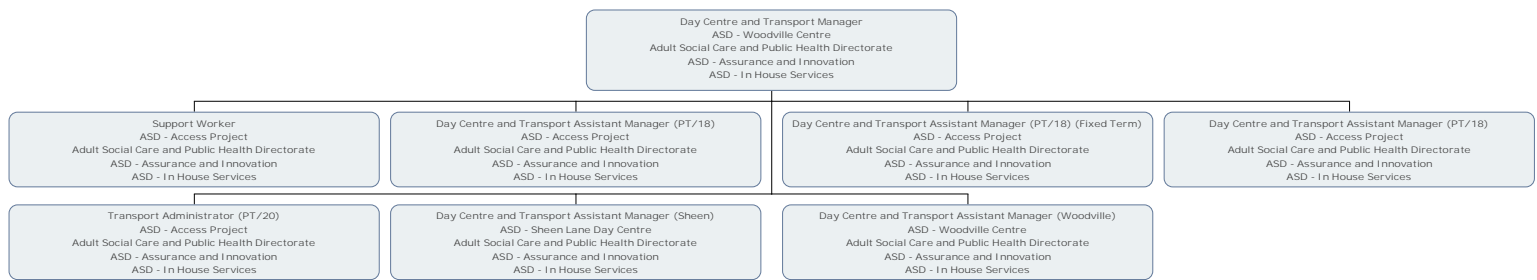 Day Centre and Transport Manager
ASD - Woodville Centre
Adult Social Care and Public Health Directorate
ASD - Assurance and Innovation
ASD - In House Services
Support Worker
ASD - Access Project
Adult Social Care and Public Health Directorate
ASD - Assurance and Innovation
ASD - In House Services
Day Centre and Transport Assistant Manager (PT/18)
ASD - Access Project
Adult Social Care and Public Health Directorate
ASD - Assurance and Innovation
ASD - In House Services
Day Centre and Transport Assistant Manager (PT/18) (Fixed Term)
ASD - Access Project
Adult Social Care and Public Health Directorate
ASD - Assurance and Innovation
ASD - In House Services
Day Centre and Transport Assistant Manager (PT/18)
ASD - Access Project
Adult Social Care and Public Health Directorate
ASD - Assurance and Innovation
ASD - In House Services
Transport Administrator (PT/20)
ASD - Access Project
Adult Social Care and Public Health Directorate
ASD - Assurance and Innovation
ASD - In House Services
Day Centre and Transport Assistant Manager (Sheen)
ASD - Sheen Lane Day Centre
Adult Social Care and Public Health Directorate
ASD - Assurance and Innovation
ASD - In House Services
Day Centre and Transport Assistant Manager (Woodville)
ASD - Woodville Centre
Adult Social Care and Public Health Directorate
ASD - Assurance and Innovation
ASD - In House Services